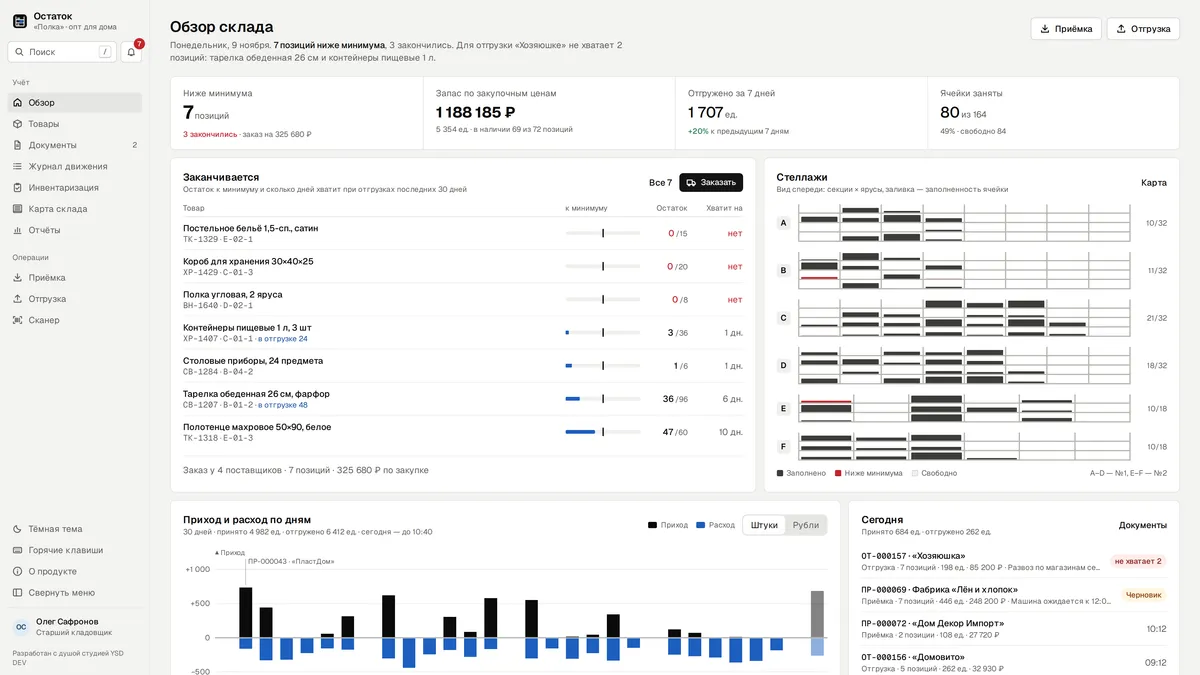 Остаток
«Полка» · опт для дома
Поиск
/
7
Учёт
Обзор
Товары
Документы 2
Журнал движения
Инвентаризация
Карта склада
Отчёты
Операции
Приёмка
Отгрузка
Сканер
Тёмная тема
Горячие клавиши
О продукте
Свернуть меню
ОС
Олег Сафронов
Старший кладовщик
Разработан с душой студией YSD
DEV
Обзор склада
Понедельник, 9 ноября. 7 позиций ниже минимума, 3 закончились. Для отгрузки «Хозяюшке» не хватает 2
позиций: тарелка обеденная 26 см и контейнеры пищевые 1 л.
Приёмка
Отгрузка
Ниже минимума
7 позиций
3 закончились · заказ на 325 680 ₽
Запас по закупочным ценам
1 188 185 ₽
5 354 ед. · в наличии 69 из 72 позиций
Отгружено за 7 дней
1 707 ед.
+20% к предыдущим 7 дням
Ячейки заняты
80 из 164
49% · свободно 84
Заканчивается
Остаток к минимуму и сколько дней хватит при отгрузках последних 30 дней
Все 7
Заказать
Товар к минимуму Остаток Хватит на
Постельное бельё 1,5-сп., сатин
ТК-1329 · E-02-1
0 /15 нет
Короб для хранения 30×40×25
ХР-1429 · C-01-3
0 /20 нет
Полка угловая, 2 яруса
ВН-1640 · D-02-1
0 /8 нет
Контейнеры пищевые 1 л, 3 шт
ХР-1407 · C-01-1 · в отгрузке 24
3 /36 1 дн.
Столовые приборы, 24 предмета
СВ-1284 · B-04-2
1 /6 1 дн.
Тарелка обеденная 26 см, фарфор
СВ-1207 · B-01-2 · в отгрузке 48
36 /96 6 дн.
Полотенце махровое 50×90, белое
ТК-1318 · E-01-3
47 /60 10 дн.
Заказ у 4 поставщиков · 7 позиций · 325 680 ₽ по закупке
Стеллажи
Вид спереди: секции × ярусы, заливка — заполненность ячейки
Карта
A 10/32
B 11/32
C 21/32
D 18/32
E 10/18
F 10/18
Заполнено
Ниже минимума
Свободно
A–D — №1, E–F — №2
Приход и расход по дням
30 дней · принято 4 982 ед. · отгружено 6 412 ед. · сегодня — до 10:40
Приход
Расход
Штуки
Рубли
▲ Приход
ПР-000043 · «ПластДом»
+1 000
+500
0
−500
Сегодня
Принято 684 ед. · отгружено 262 ед.
Документы
ОТ-000157 · «Хозяюшка»
Отгрузка · 7 позиций · 198 ед. · 85 200 ₽ · Развоз по магазинам се…
не хватает 2
ПР-000069 · Фабрика «Лён и хлопок»
Приёмка · 7 позиций · 446 ед. · 248 200 ₽ · Машина ожидается к 12:0…
Черновик
ПР-000072 · «Дом Декор Импорт»
Приёмка · 2 позиции · 108 ед. · 27 720 ₽
10:12
ОТ-000156 · «Домовито»
Отгрузка · 5 позиций · 262 ед. · 32 930 ₽
09:12